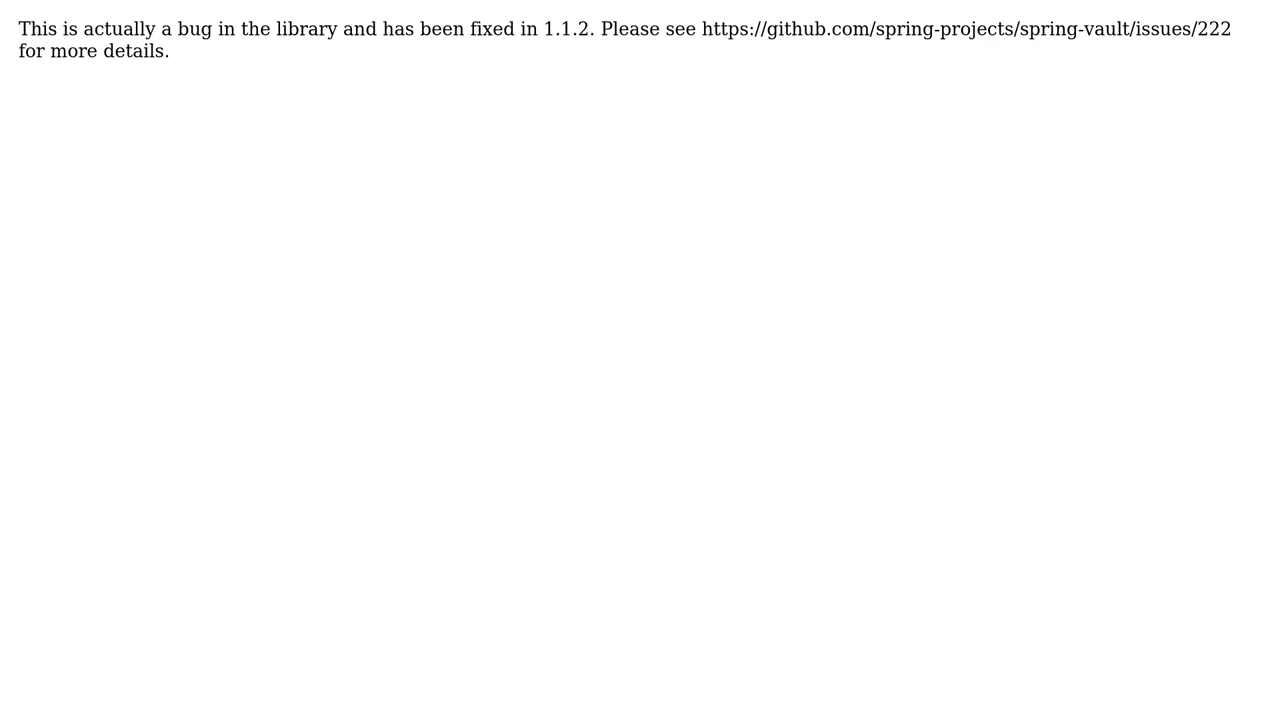 This is actually a bug in the library and has been fixed in 1.1.2. Please see https://github.com/spring-projects/spring-vault/issues/222
for more details.